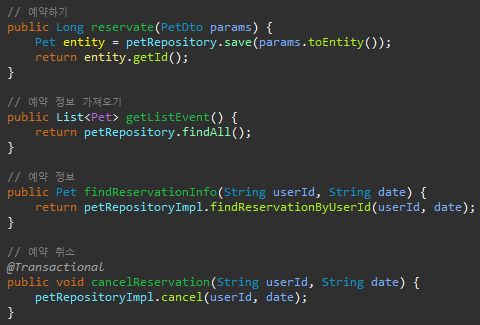 // 예약하기
public Long reservate(PetDto params) {
    Pet entity = petRepository.save(params.toEntity());
    return entity.getId();
}

// 예약 정보 가져오기
public List<Pet> getListEvent() {
    return petRepository.findAll();
}

// 예약 정보
public Pet findReservationInfo(String userId, String date) {
    return petRepositoryImpl.findReservationByUserId(userId, date);
}

// 예약 취소
@Transactional
public void cancelReservation(String userId, String date) {
    petRepositoryImpl.cancel(userId, date);
}